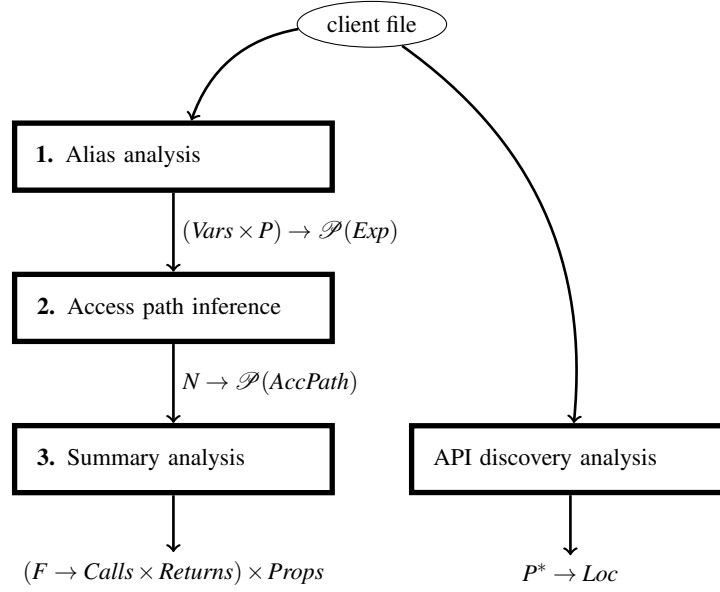 client file
1. Alias analysis
(Vars × P) → 𝒫(Exp)
2. Access path inference
N → 𝒫(AccPath)
3. Summary analysis
API discovery analysis
(F → Calls × Returns) × Props
P* → Loc